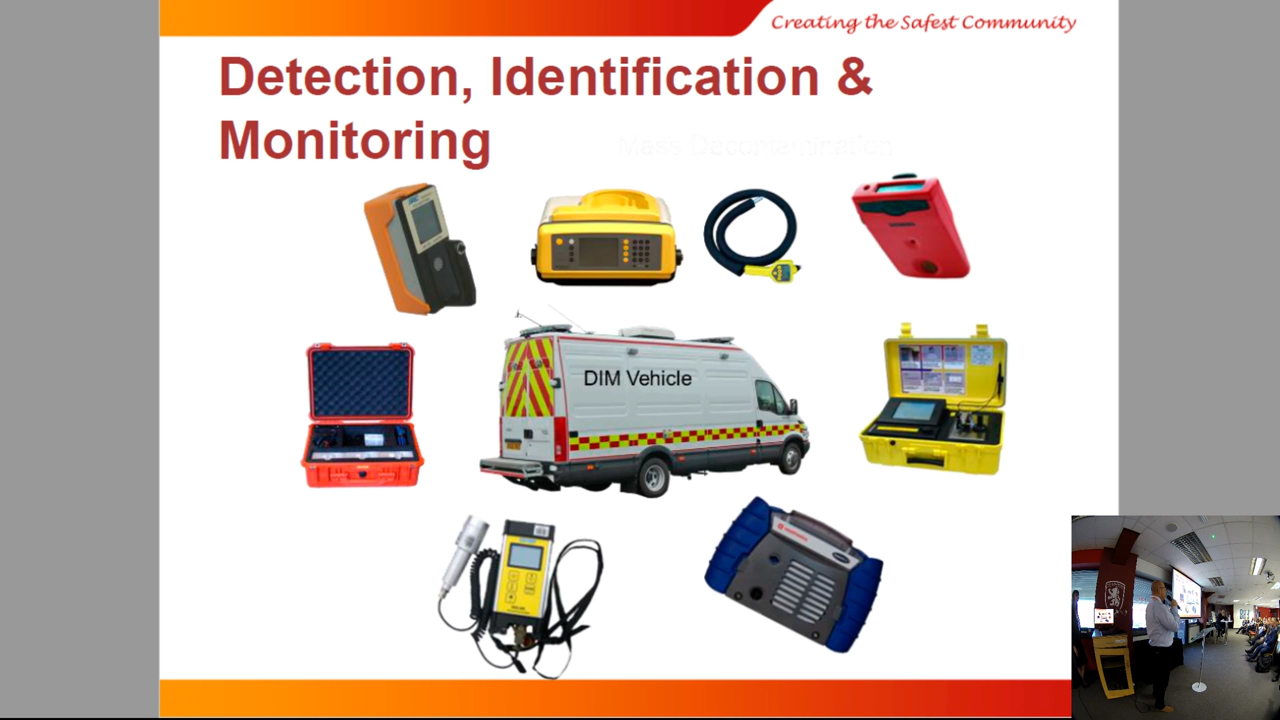 Creating the Safest Community
Detection, Identification &
Monitoring
Mass Decontamination
DIM Vehicle